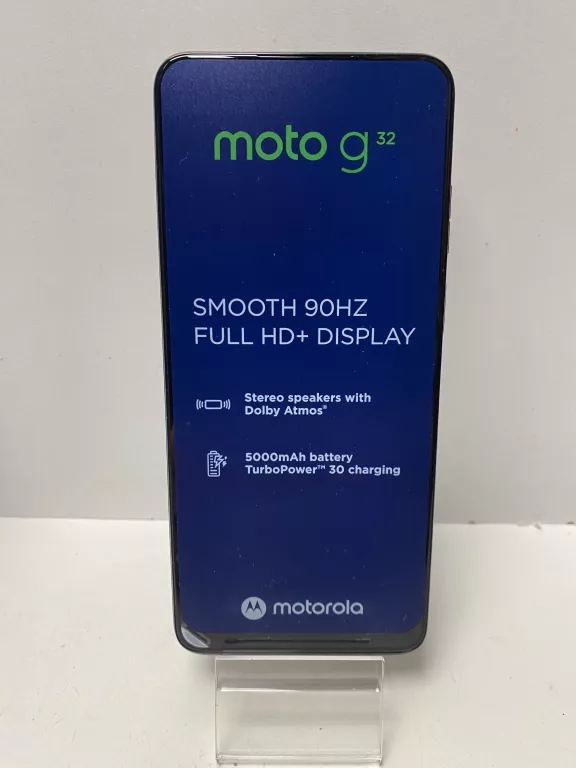 moto g 32
SMOOTH 90HZ
FULL HD+ DISPLAY
Stereo speakers with
Dolby Atmos®
5000mAh battery
TurboPower™ 30 charging
motorola